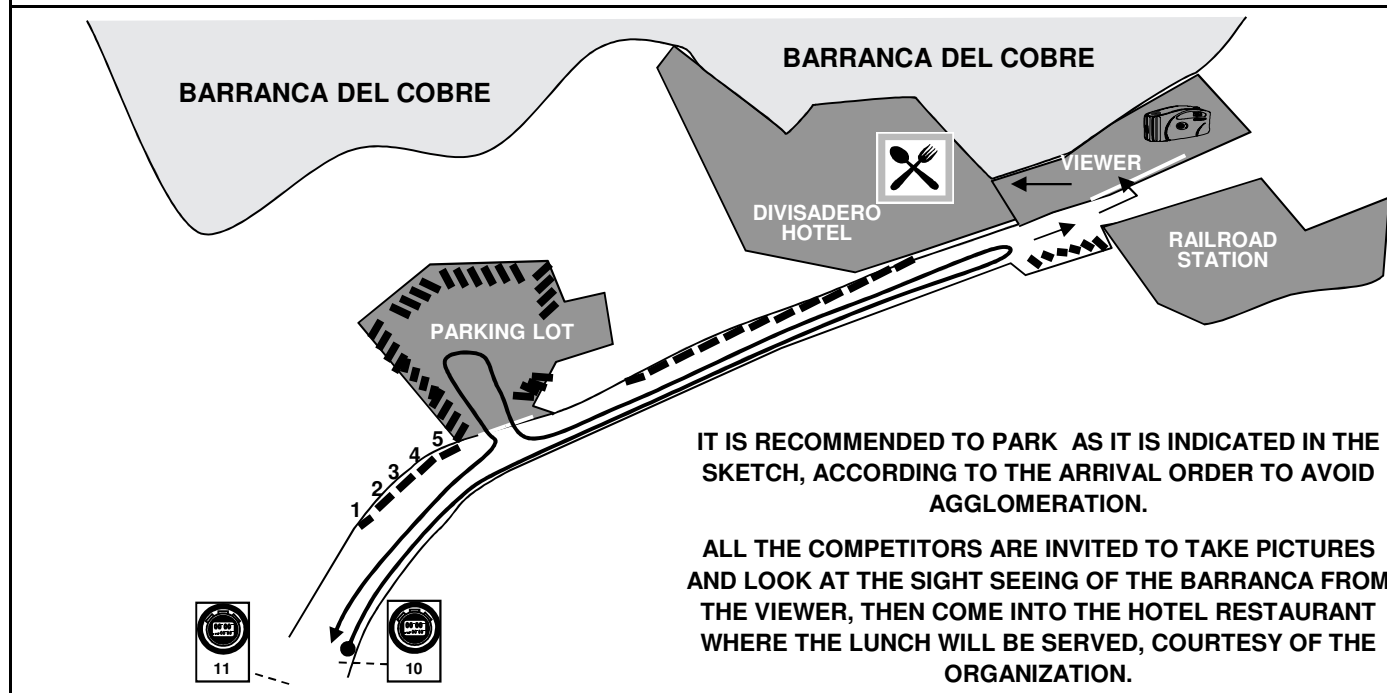 BARRANCA DEL COBRE
BARRANCA DEL COBRE
VIEWER
DIVISADERO
HOTEL
RAILROAD
STATION
PARKING LOT
5
4
3
2
1
IT IS RECOMMENDED TO PARK AS IT IS INDICATED IN THE
SKETCH, ACCORDING TO THE ARRIVAL ORDER TO AVOID
AGGLOMERATION.
ALL THE COMPETITORS ARE INVITED TO TAKE PICTURES
AND LOOK AT THE SIGHT SEEING OF THE BARRANCA FROM
THE VIEWER, THEN COME INTO THE HOTEL RESTAURANT
WHERE THE LUNCH WILL BE SERVED, COURTESY OF THE
ORGANIZATION.
11
10